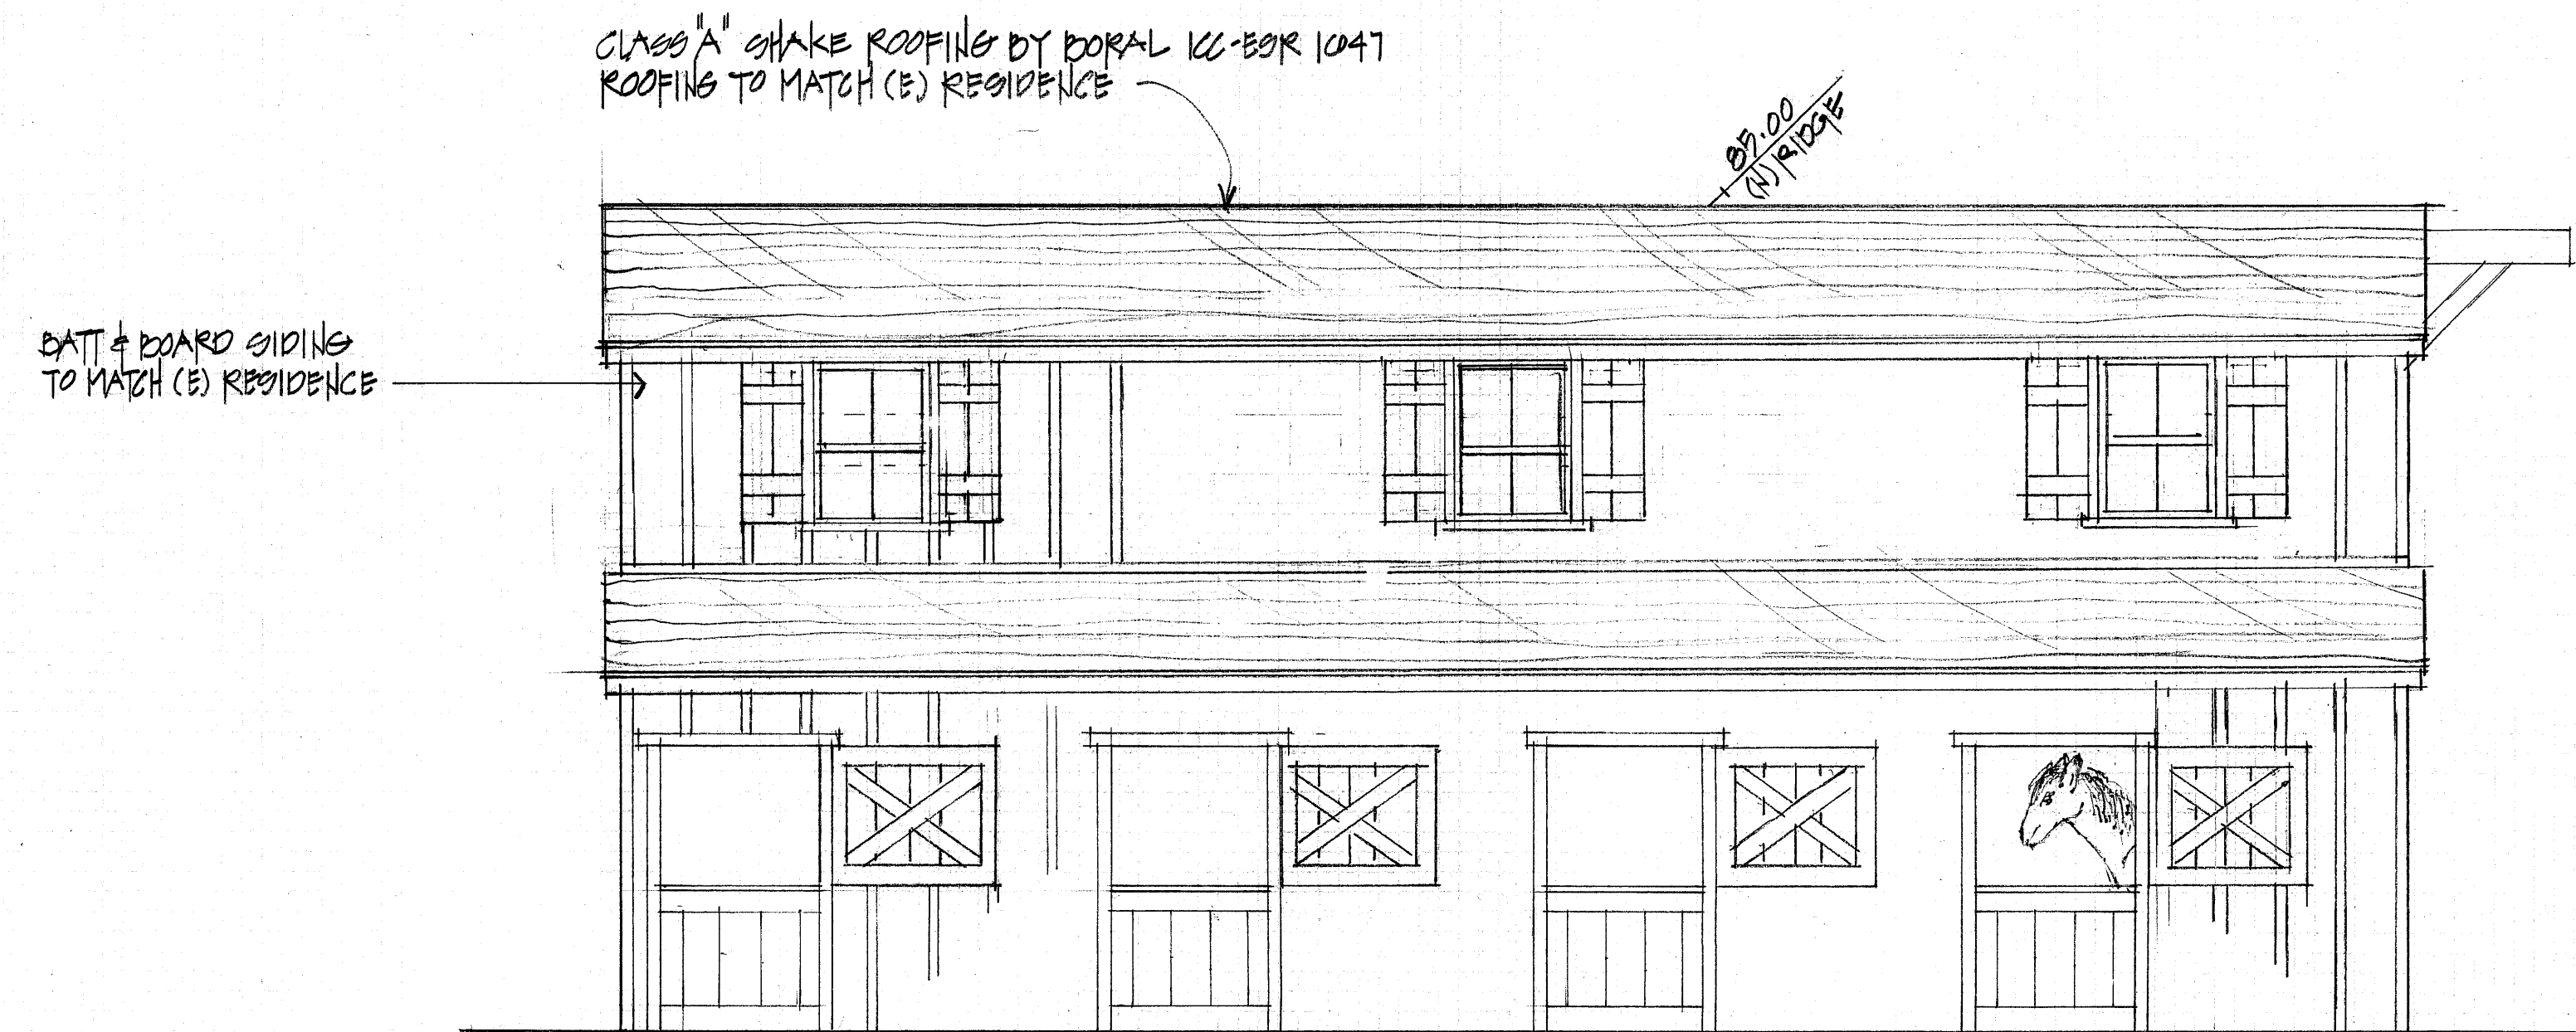 CLASS "A" SHAKE ROOFING BY BORAL ICC-ESR 1647
ROOFING TO MATCH (E) RESIDENCE
85.00
(N) RIDGE
BATT & BOARD SIDING
TO MATCH (E) RESIDENCE